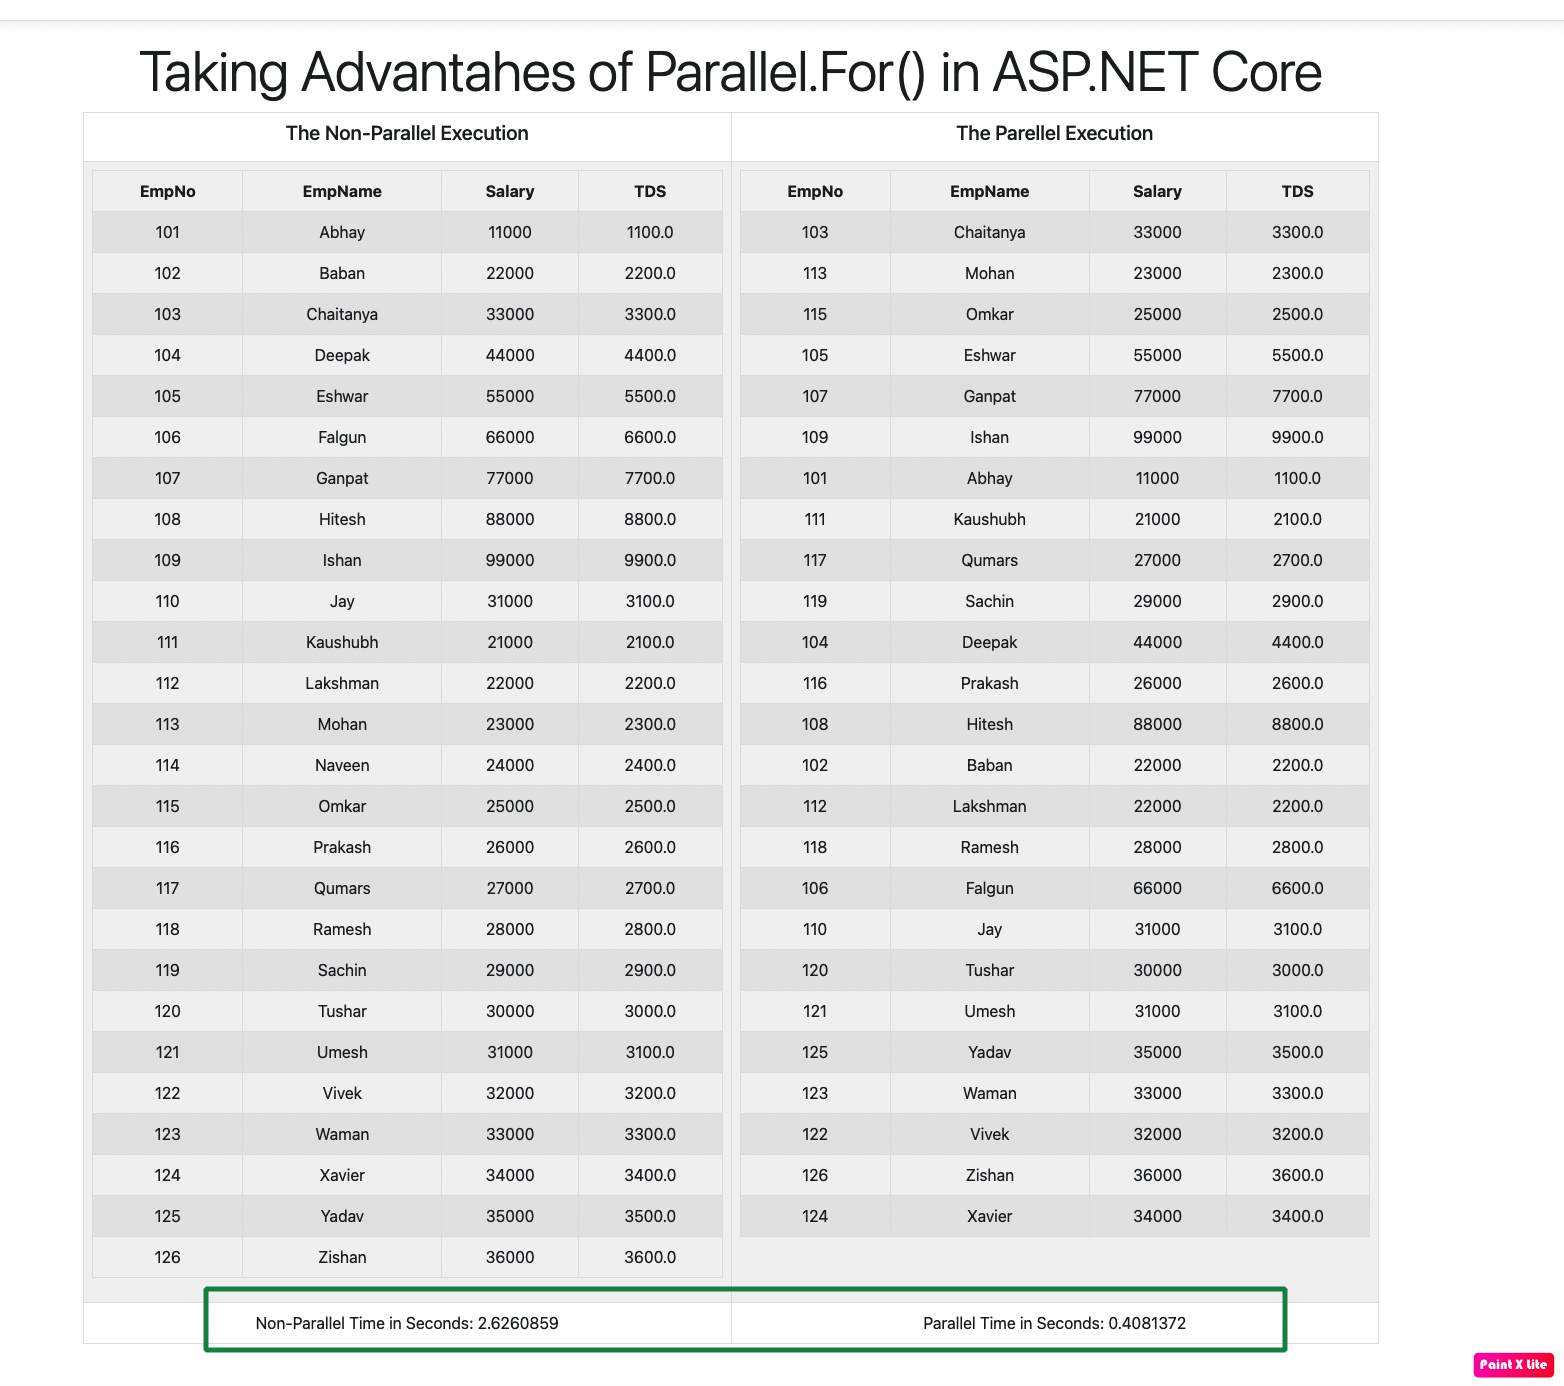 Taking Advantahes of Parallel.For() in ASP.NET Core
The Non-Parallel Execution
EmpNo EmpName Salary TDS
101 Abhay 11000 1100.0
102 Baban 22000 2200.0
103 Chaitanya 33000 3300.0
104 Deepak 44000 4400.0
105 Eshwar 55000 5500.0
106 Falgun 66000 6600.0
107 Ganpat 77000 7700.0
108 Hitesh 88000 8800.0
109 Ishan 99000 9900.0
110 Jay 31000 3100.0
111 Kaushubh 21000 2100.0
112 Lakshman 22000 2200.0
113 Mohan 23000 2300.0
114 Naveen 24000 2400.0
115 Omkar 25000 2500.0
116 Prakash 26000 2600.0
117 Qumars 27000 2700.0
118 Ramesh 28000 2800.0
119 Sachin 29000 2900.0
120 Tushar 30000 3000.0
121 Umesh 31000 3100.0
122 Vivek 32000 3200.0
123 Waman 33000 3300.0
124 Xavier 34000 3400.0
125 Yadav 35000 3500.0
126 Zishan 36000 3600.0
Non-Parallel Time in Seconds: 2.6260859
The Parellel Execution
EmpNo EmpName Salary TDS
103 Chaitanya 33000 3300.0
113 Mohan 23000 2300.0
115 Omkar 25000 2500.0
105 Eshwar 55000 5500.0
107 Ganpat 77000 7700.0
109 Ishan 99000 9900.0
101 Abhay 11000 1100.0
111 Kaushubh 21000 2100.0
117 Qumars 27000 2700.0
119 Sachin 29000 2900.0
104 Deepak 44000 4400.0
116 Prakash 26000 2600.0
108 Hitesh 88000 8800.0
102 Baban 22000 2200.0
112 Lakshman 22000 2200.0
118 Ramesh 28000 2800.0
106 Falgun 66000 6600.0
110 Jay 31000 3100.0
120 Tushar 30000 3000.0
121 Umesh 31000 3100.0
125 Yadav 35000 3500.0
123 Waman 33000 3300.0
122 Vivek 32000 3200.0
126 Zishan 36000 3600.0
124 Xavier 34000 3400.0
Parallel Time in Seconds: 0.4081372
Paint X Lite